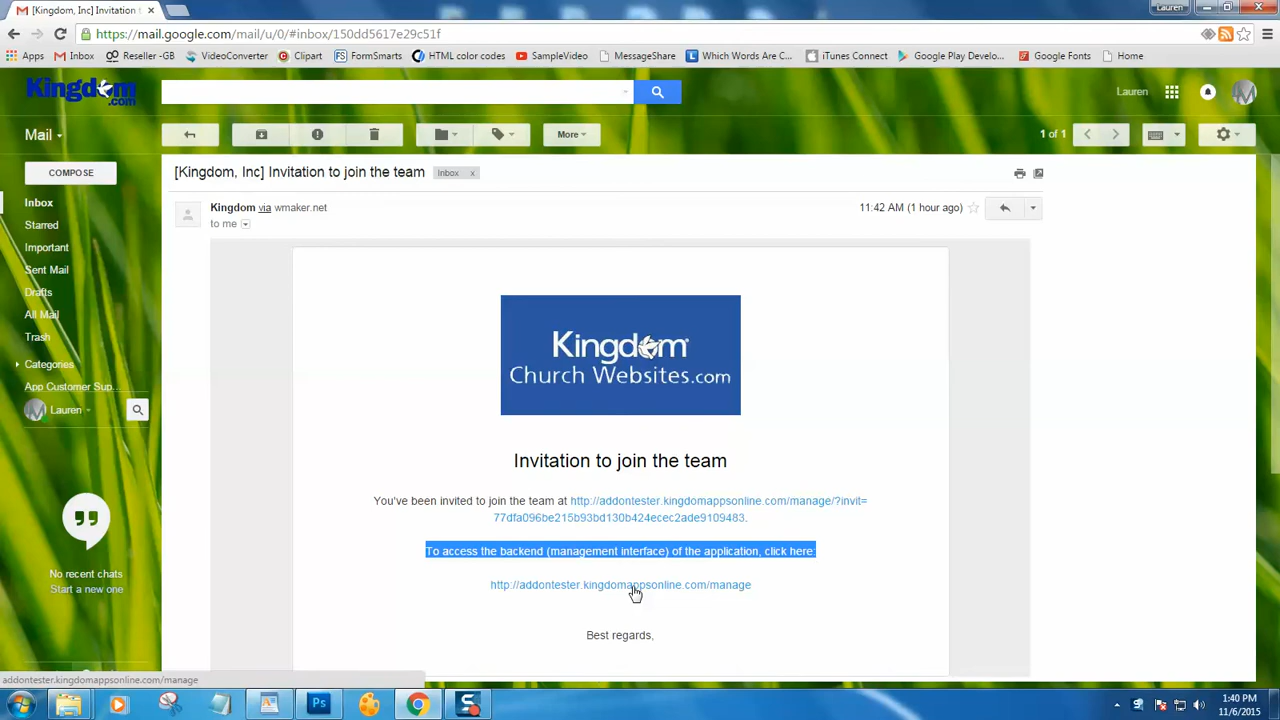 [Kingdom, Inc] Invitation t × Lauren
https://mail.google.com/mail/u/0/#inbox/150dd5617e29c51f
Apps Inbox Reseller -GB VideoConverter Clipart FormSmarts HTML color codes SampleVideo MessageShare Which Words Are C... iTunes Connect Google Play Develo... Google Fonts Home
Kingdom .com Lauren
Mail More 1 of 1
COMPOSE [Kingdom, Inc] Invitation to join the team Inbox x
Inbox Kingdom via wmaker.net 11:42 AM (1 hour ago)
Starred to me
Important
Sent Mail
Drafts
All Mail
Trash
Categories
App Customer Sup...
Lauren
Kingdom
Church Websites.com
Invitation to join the team
You've been invited to join the team at http://addontester.kingdomappsonline.com/manage/?invit=
77dfa096be215b93bd130b424ecec2ade9109483.
To access the backend (management interface) of the application, click here:
http://addontester.kingdomappsonline.com/manage
No recent chats
Start a new one
Best regards,
addontester.kingdomappsonline.com/manage
Ps S
1:40 PM
11/6/2015